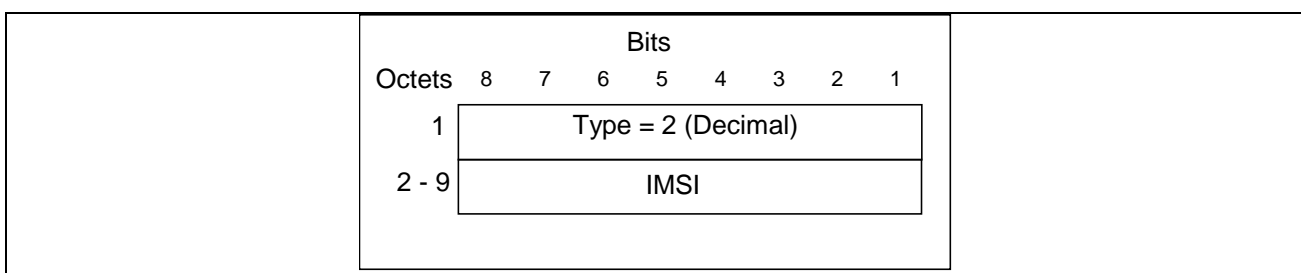 Bits
Octets 8 7 6 5 4 3 2 1
1 Type = 2 (Decimal)
2 - 9 IMSI